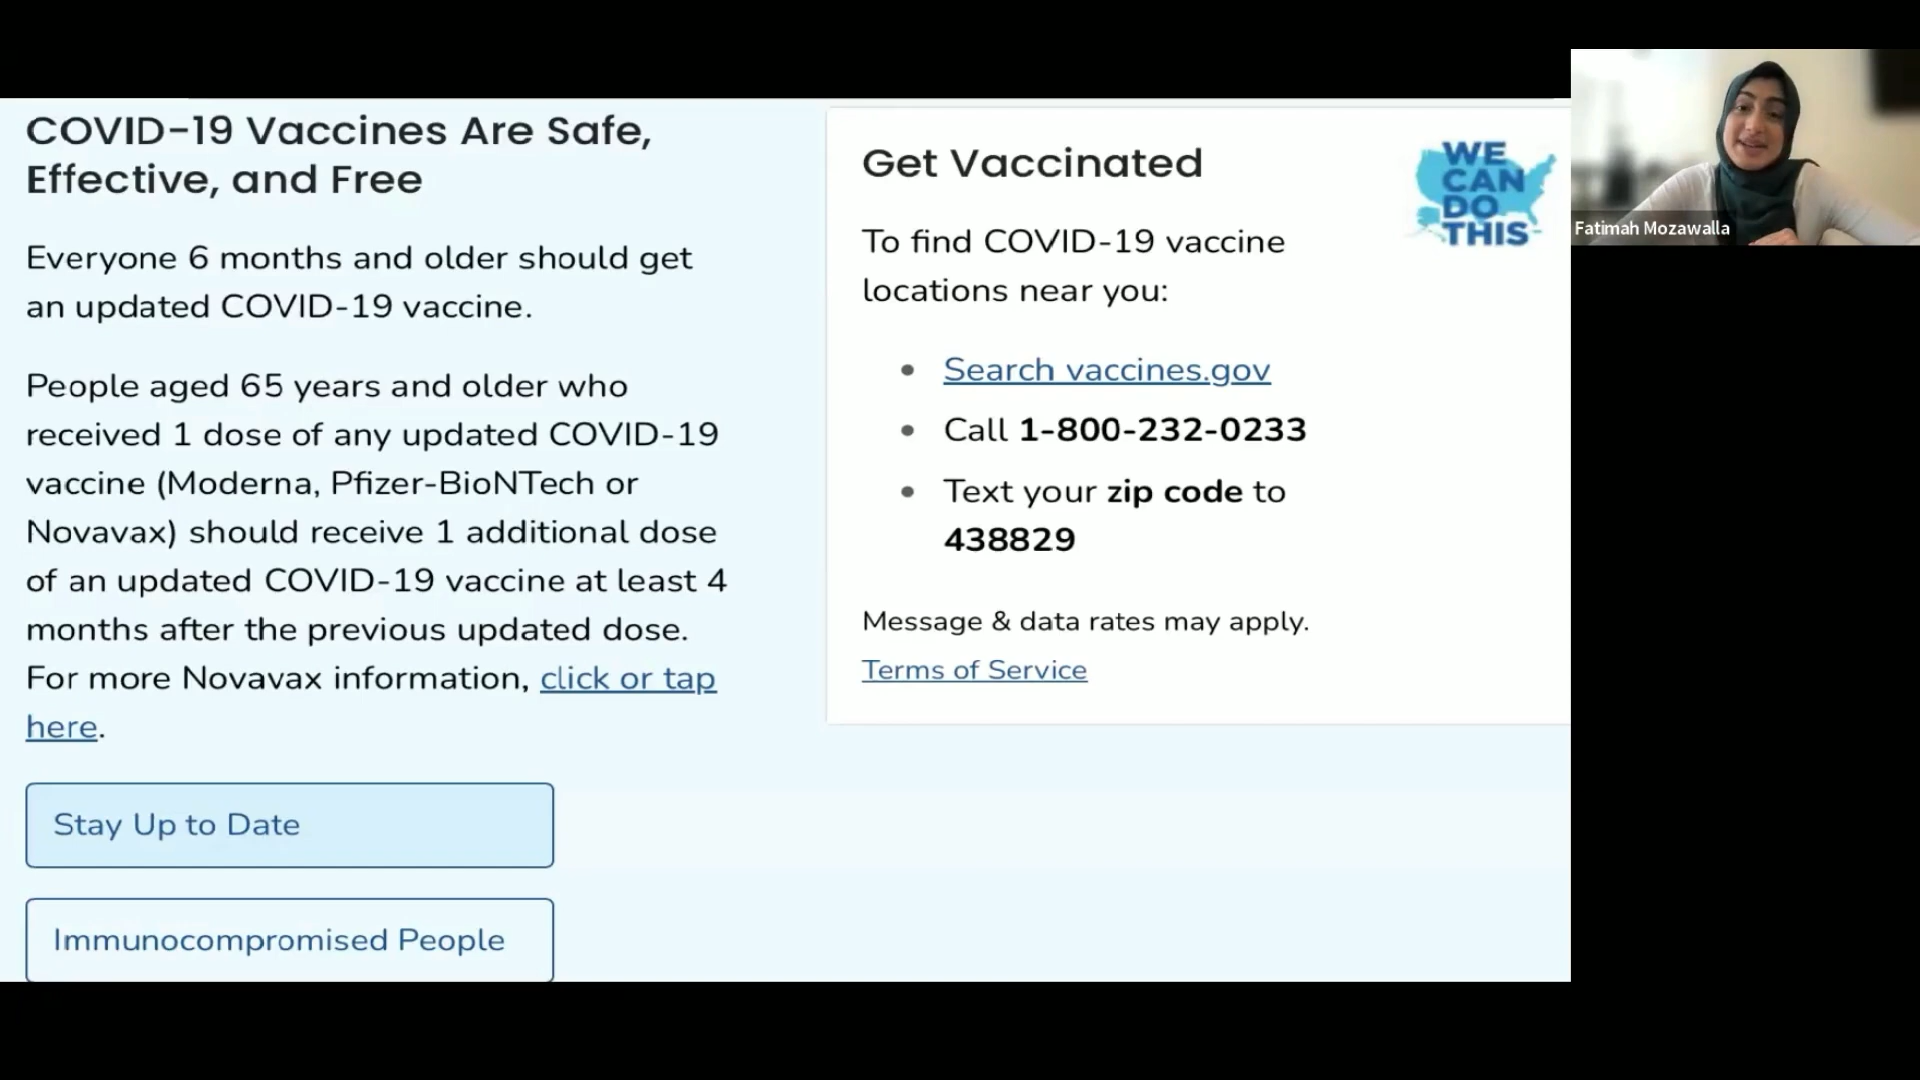 COVID-19 Vaccines Are Safe,
Effective, and Free
Everyone 6 months and older should get
an updated COVID-19 vaccine.
People aged 65 years and older who
received 1 dose of any updated COVID-19
vaccine (Moderna, Pfizer-BioNTech or
Novavax) should receive 1 additional dose
of an updated COVID-19 vaccine at least 4
months after the previous updated dose.
For more Novavax information, click or tap
here.
Stay Up to Date
Immunocompromised People
Get Vaccinated
WE
CAN
DO
THIS
To find COVID-19 vaccine
locations near you:
• Search vaccines.gov
• Call 1-800-232-0233
• Text your zip code to
438829
Message & data rates may apply.
Terms of Service
Fatimah Mozawalla